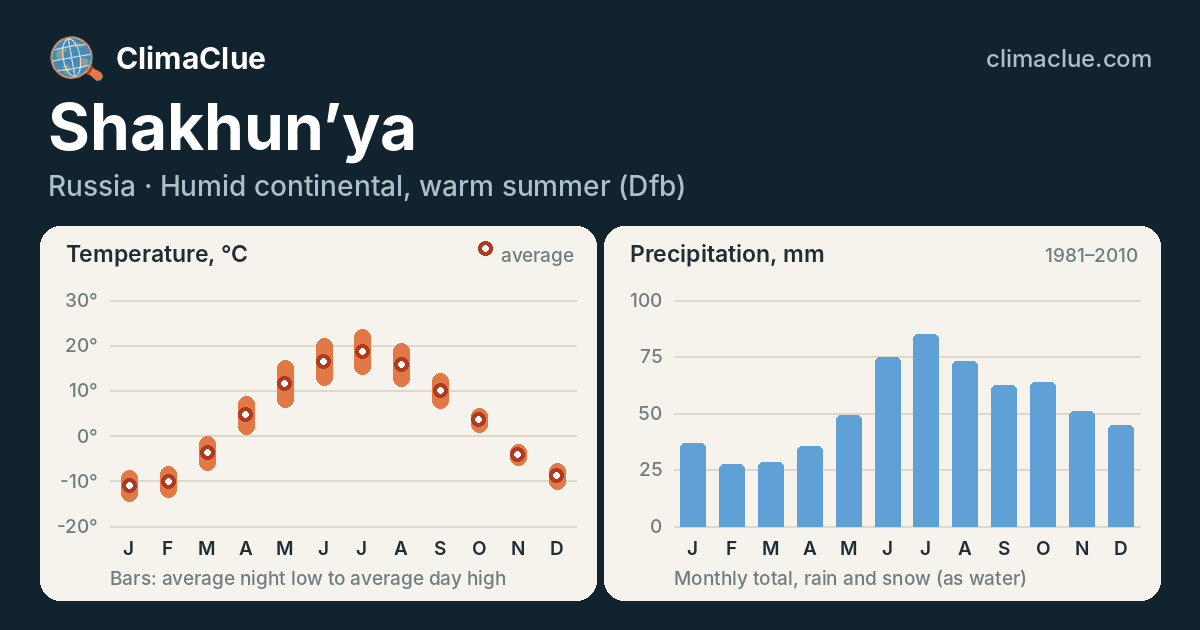 ClimaClue
climaclue.com
Shakhun’ya
Russia · Humid continental, warm summer (Dfb)
Temperature, °C
average
30°
20°
10°
0°
-10°
-20°
J F M A M J J A S O N D
Bars: average night low to average day high
Precipitation, mm
1981–2010
100
75
50
25
0
J F M A M J J A S O N D
Monthly total, rain and snow (as water)